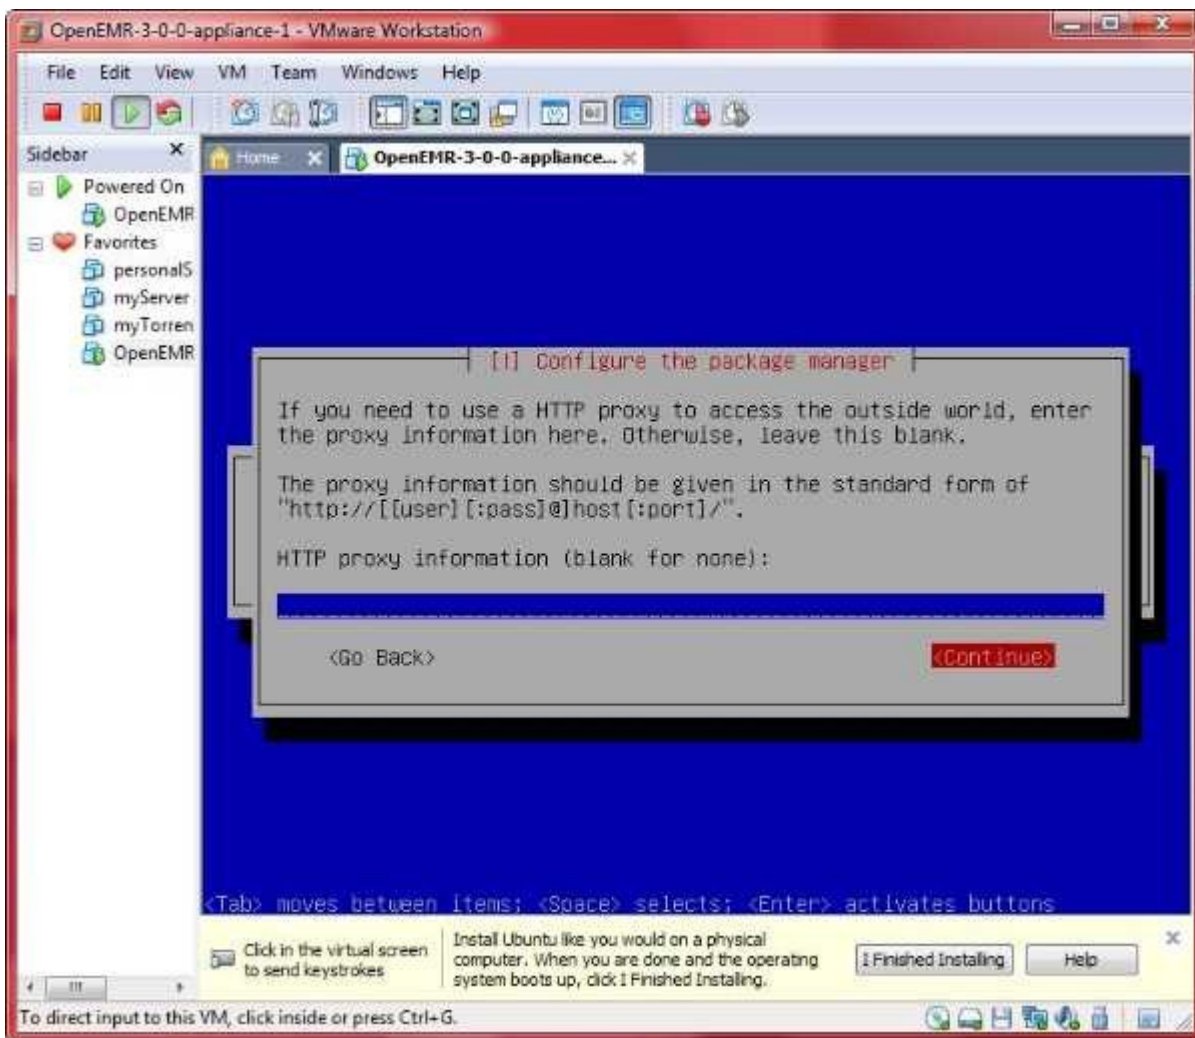 OpenEMR-3-0-0-appliance-1 - VMware Workstation
File Edit View VM Team Windows Help
Sidebar
Home
OpenEMR-3-0-0-appliance...
Powered On
OpenEMR
Favorites
personalS
myServer
myTorren
OpenEMR
[!] Configure the package manager
If you need to use a HTTP proxy to access the outside world, enter
the proxy information here. Otherwise, leave this blank.
The proxy information should be given in the standard form of
"http://[[user][:pass]@]host[:port]/".
HTTP proxy information (blank for none):
<Go Back> <Continue>
<Tab> moves between items; <Space> selects; <Enter> activates buttons
Click in the virtual screen
to send keystrokes
Install Ubuntu like you would on a physical
computer. When you are done and the operating
system boots up, click I Finished Installing.
I Finished Installing
Help
To direct input to this VM, click inside or press Ctrl+G.